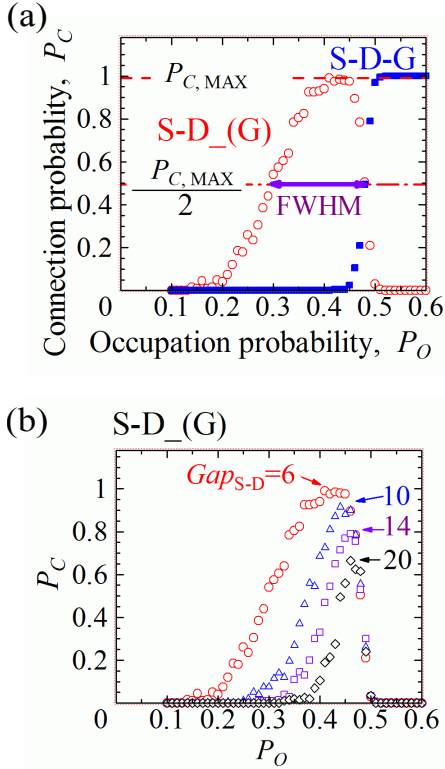 (a)
S-D-G
P_C, MAX
S-D_(G)
P_C, MAX
2
FWHM
1
0.8
0.6
0.4
0.2
0 0.1 0.2 0.3 0.4 0.5 0.6
Connection probablity, P_C
Occupation probability, P_O
(b) S-D_(G)
Gap_S-D=6
10
14
20
1
0.8
0.6
0.4
0.2
0 0.1 0.2 0.3 0.4 0.5 0.6
P_C
P_O